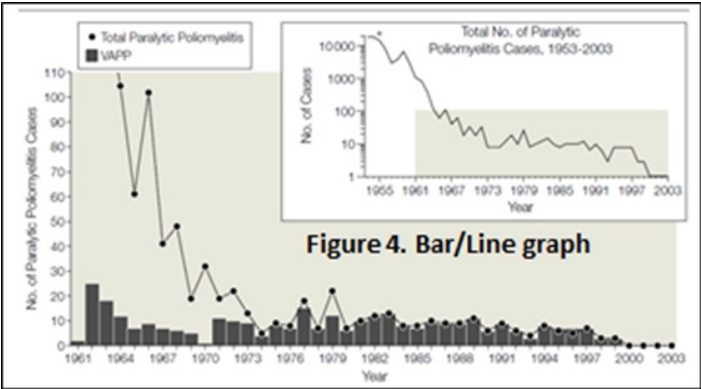 Total Paralytic Poliomyelitis
VAPP
Total No. of Paralytic
Poliomyelitis Cases, 1953-2003
No. of Cases
10000
1000
100
10
1
*
1955 1961 1967 1973 1979 1985 1991 1997 2003
Year
No. of Paralytic Poliomyelitis Cases
110
100
90
80
70
60
50
40
30
20
10
0
Figure 4. Bar/Line graph
1961 1964 1967 1970 1973 1976 1979 1982 1985 1988 1991 1994 1997 2000 2003
Year